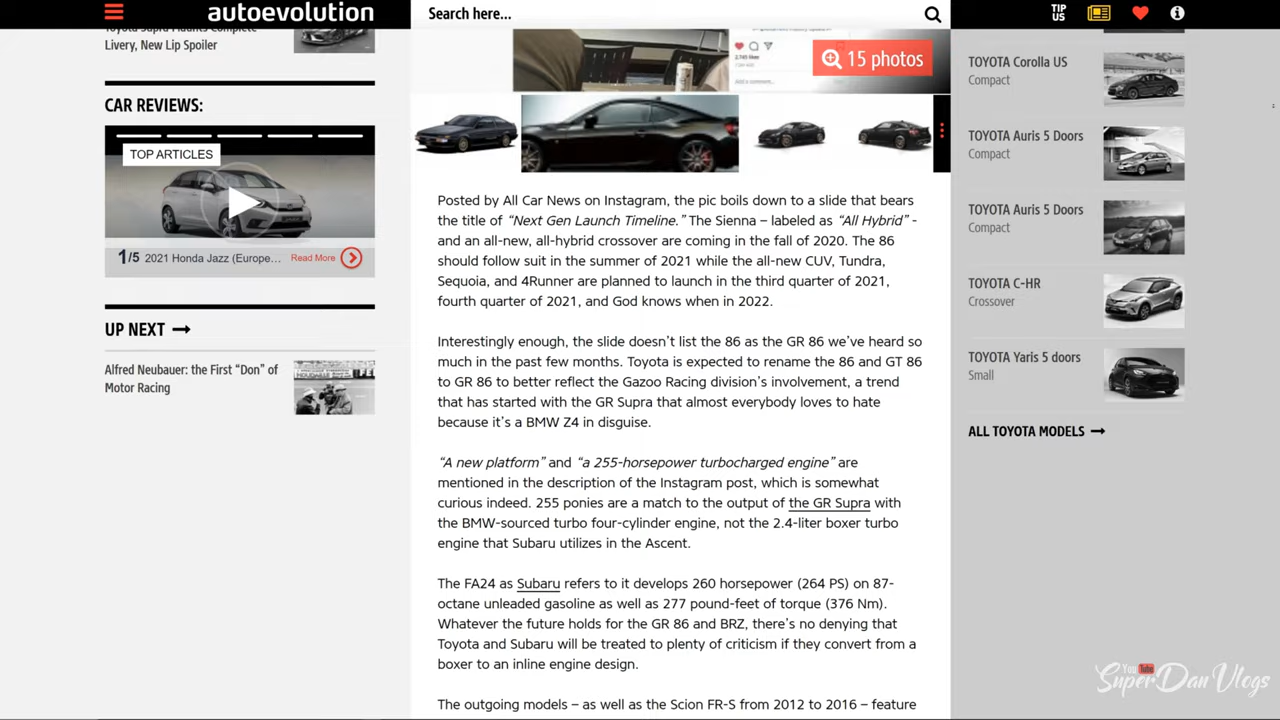 autoevolution
Search here...
TIP
US
Toyota Supra Mounts Complete
Livery, New Lip Spoiler
CAR REVIEWS:
TOP ARTICLES
1/5 2021 Honda Jazz (Europe... Read More
UP NEXT
Alfred Neubauer: the First “Don” of
Motor Racing
15 photos
Posted by All Car News on Instagram, the pic boils down to a slide that bears
the title of “Next Gen Launch Timeline.” The Sienna – labeled as “All Hybrid” -
and an all-new, all-hybrid crossover are coming in the fall of 2020. The 86
should follow suit in the summer of 2021 while the all-new CUV, Tundra,
Sequoia, and 4Runner are planned to launch in the third quarter of 2021,
fourth quarter of 2021, and God knows when in 2022.
Interestingly enough, the slide doesn’t list the 86 as the GR 86 we’ve heard so
much in the past few months. Toyota is expected to rename the 86 and GT 86
to GR 86 to better reflect the Gazoo Racing division’s involvement, a trend
that has started with the GR Supra that almost everybody loves to hate
because it’s a BMW Z4 in disguise.
“A new platform” and “a 255-horsepower turbocharged engine” are
mentioned in the description of the Instagram post, which is somewhat
curious indeed. 255 ponies are a match to the output of the GR Supra with
the BMW-sourced turbo four-cylinder engine, not the 2.4-liter boxer turbo
engine that Subaru utilizes in the Ascent.
The FA24 as Subaru refers to it develops 260 horsepower (264 PS) on 87-
octane unleaded gasoline as well as 277 pound-feet of torque (376 Nm).
Whatever the future holds for the GR 86 and BRZ, there’s no denying that
Toyota and Subaru will be treated to plenty of criticism if they convert from a
boxer to an inline engine design.
The outgoing models – as well as the Scion FR-S from 2012 to 2016 – feature
TOYOTA Corolla US
Compact
TOYOTA Auris 5 Doors
Compact
TOYOTA Auris 5 Doors
Compact
TOYOTA C-HR
Crossover
TOYOTA Yaris 5 doors
Small
ALL TOYOTA MODELS
YouTube
SuperDanVlogs